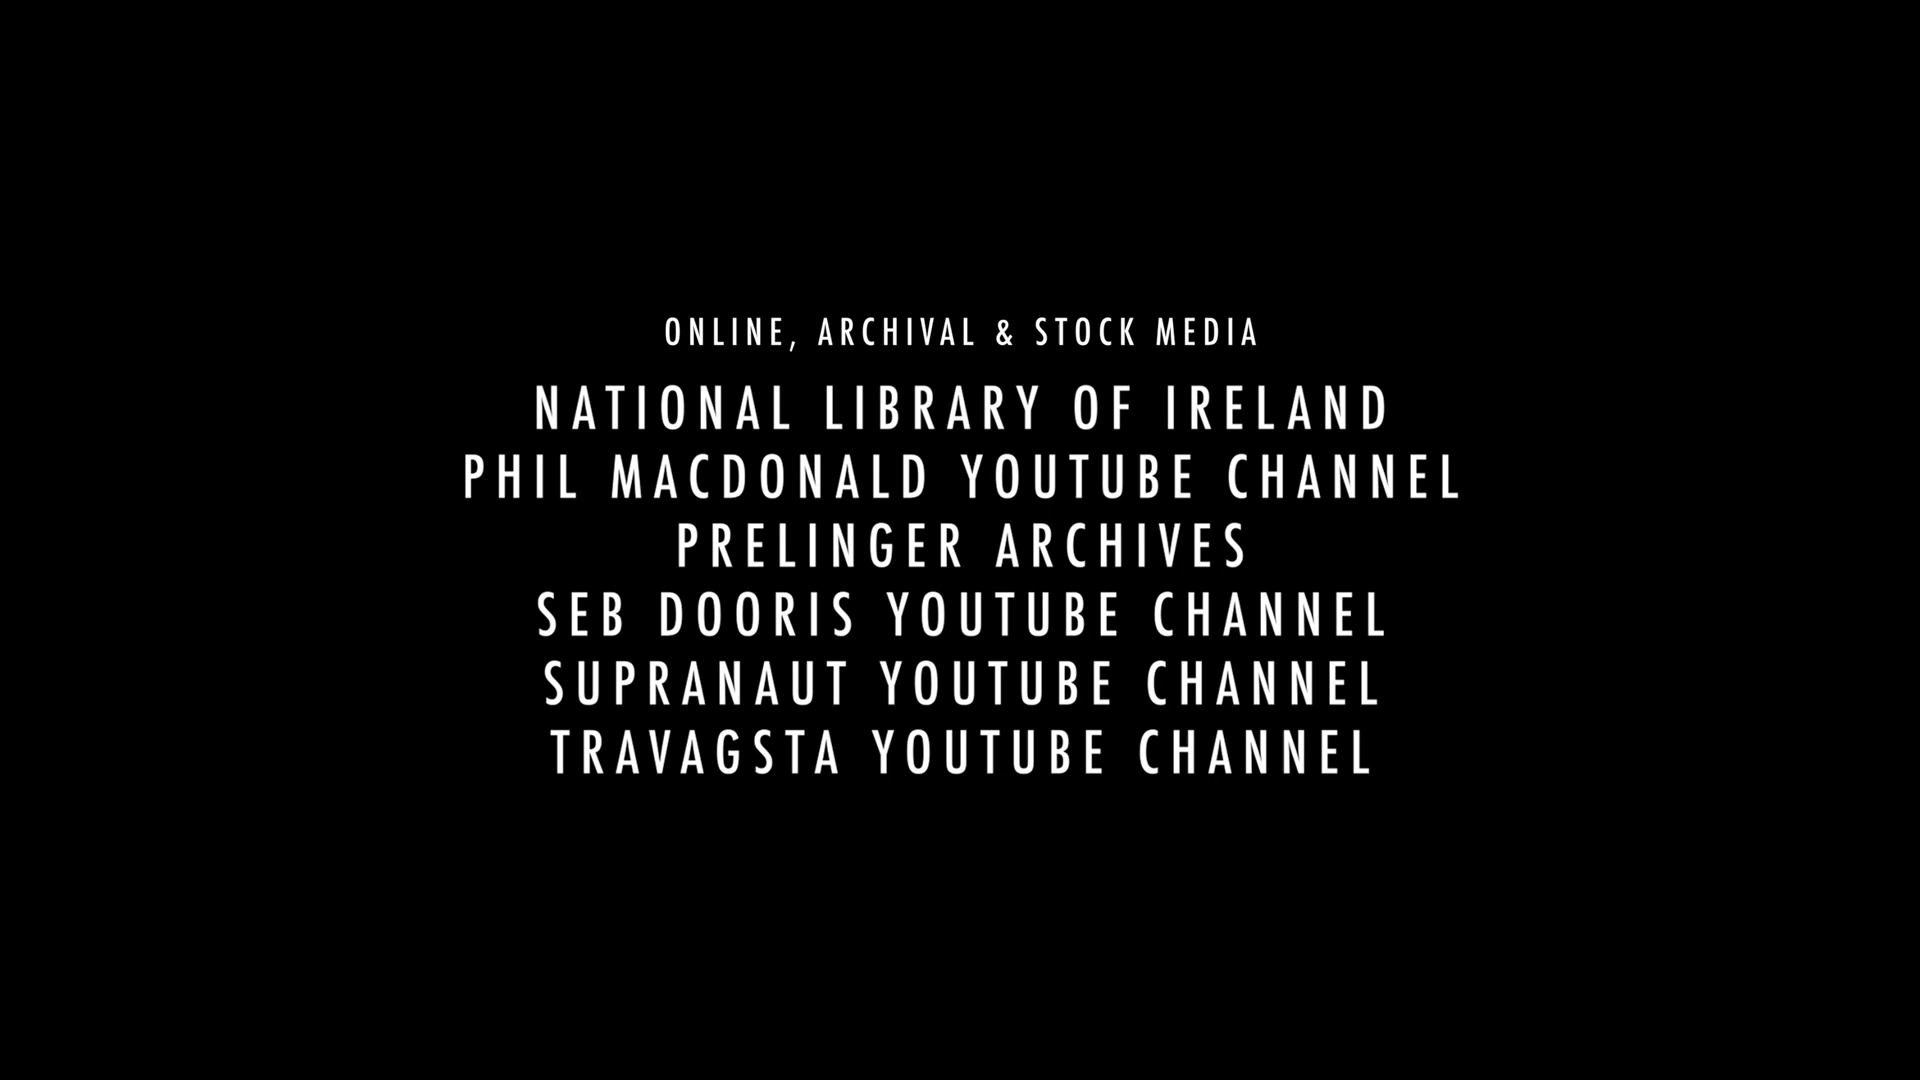 ONLINE, ARCHIVAL & STOCK MEDIA
NATIONAL LIBRARY OF IRELAND
PHIL MACDONALD YOUTUBE CHANNEL
PRELINGER ARCHIVES
SEB DOORIS YOUTUBE CHANNEL
SUPRANAUT YOUTUBE CHANNEL
TRAVAGSTA YOUTUBE CHANNEL